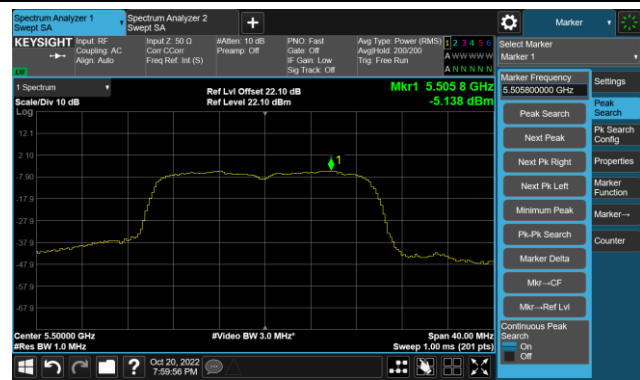 Spectrum Analyzer 1
Swept SA
Spectrum Analyzer 2
Swept SA
+
Marker
KEYSIGHT
Input: RF
Coupling: AC
Align: Auto
Input Z: 50 Ω
Corr CCorr
Freq Ref: Int (S)
#Atten: 10 dB
Preamp: Off
PNO: Fast
Gate: Off
IF Gain: Low
Sig Track: Off
Avg Type: Power (RMS)
Avg|Hold: 200/200
Trig: Free Run
1 2 3 4 5 6
A W W W W W
A N N N N N
Select Marker
Marker 1
LW
1 Spectrum
Scale/Div 10 dB
Log
Ref Lvl Offset 22.10 dB
Ref Level 22.10 dBm
Mkr1 5.505 8 GHz
-5.138 dBm
12.1
2.10
-7.90
-17.9
-27.9
-37.9
-47.9
-57.9
-67.9
1
Center 5.50000 GHz
#Res BW 1.0 MHz
#Video BW 3.0 MHz*
Span 40.00 MHz
Sweep 1.00 ms (201 pts)
Marker Frequency
5.505800000 GHz
Peak Search
Next Peak
Next Pk Right
Next Pk Left
Minimum Peak
Pk-Pk Search
Marker Delta
Mkr→CF
Mkr→Ref Lvl
Continuous Peak
Search
On
Off
Settings
Peak
Search
Pk Search
Config
Properties
Marker
Function
Marker→
Counter
?
Oct 20, 2022
7:59:56 PM